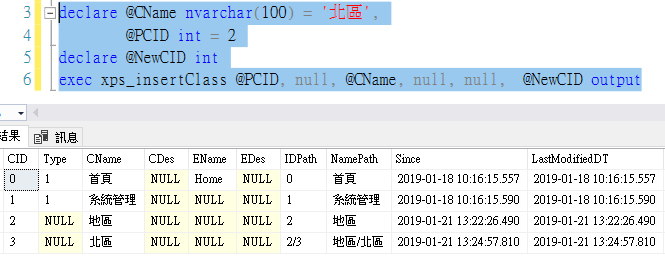 3 declare @CName nvarchar(100) = '北區',
4 @PCID int = 2
5 declare @NewCID int
6 exec xps_insertClass @PCID, null, @CName, null, null, @NewCID output
結果 訊息
CID Type CName CDes EName EDes IDPath NamePath Since LastModifiedDT
0 1 首頁 NULL Home NULL 0 首頁 2019-01-18 10:16:15.557 2019-01-18 10:16:15.557
1 1 系統管理 NULL NULL NULL 1 系統管理 2019-01-18 10:16:15.590 2019-01-18 10:16:15.590
2 NULL 地區 NULL NULL NULL 2 地區 2019-01-21 13:22:26.490 2019-01-21 13:22:26.490
3 NULL 北區 NULL NULL NULL 2/3 地區/北區 2019-01-21 13:24:57.810 2019-01-21 13:24:57.810